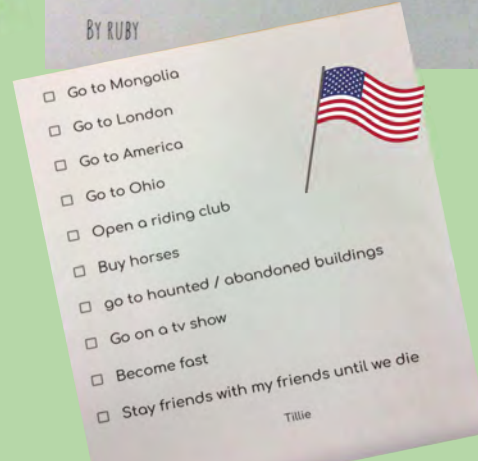 BY RUBY
Go to Mongolia
Go to London
Go to America
Go to Ohio
Open a riding club
Buy horses
go to haunted / abandoned buildings
Go on a tv show
Become fast
Stay friends with my friends until we die
Tillie